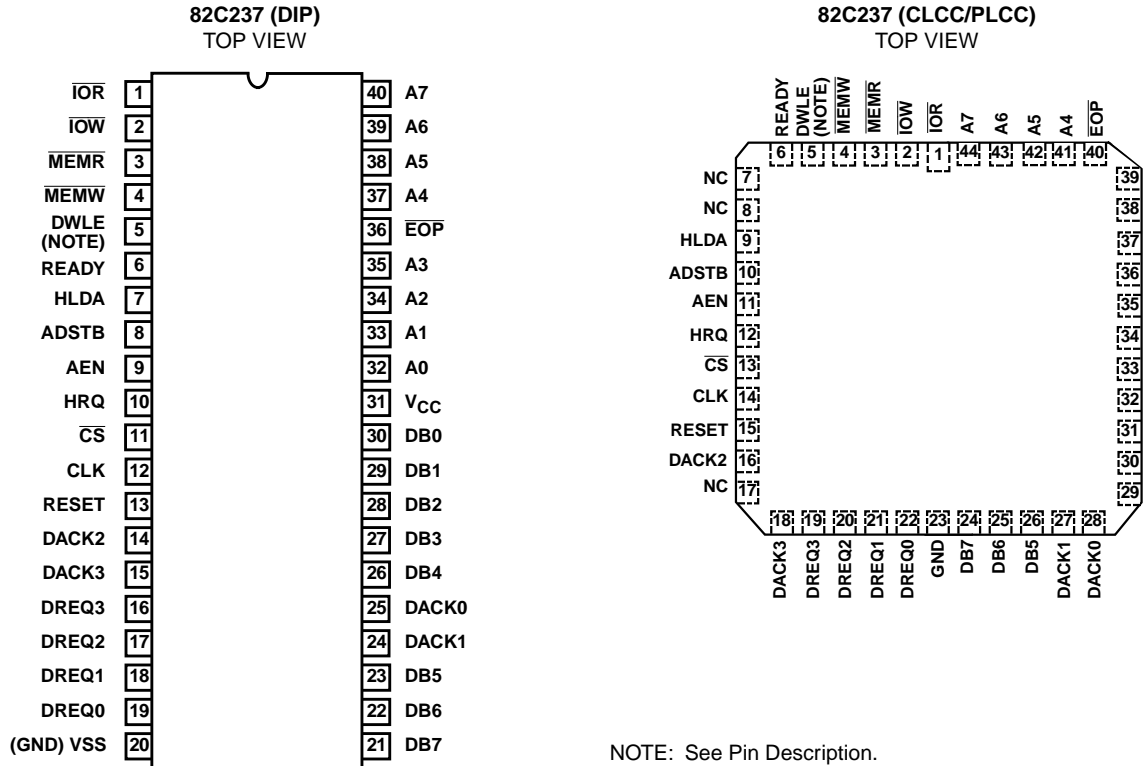 82C237 (DIP)
TOP VIEW
IOR 1
IOW 2
MEMR 3
MEMW 4
DWLE
(NOTE) 5
READY 6
HLDA 7
ADSTB 8
AEN 9
HRQ 10
CS 11
CLK 12
RESET 13
DACK2 14
DACK3 15
DREQ3 16
DREQ2 17
DREQ1 18
DREQ0 19
(GND) VSS 20
40 A7
39 A6
38 A5
37 A4
36 EOP
35 A3
34 A2
33 A1
32 A0
31 VCC
30 DB0
29 DB1
28 DB2
27 DB3
26 DB4
25 DACK0
24 DACK1
23 DB5
22 DB6
21 DB7
82C237 (CLCC/PLCC)
TOP VIEW
READY
DWLE
(NOTE)
MEMW
MEMR
IOW
IOR
A7
A6
A5
A4
EOP
6 5 4 3 2 1 44 43 42 41 40
NC 7
NC 8
HLDA 9
ADSTB 10
AEN 11
HRQ 12
CS 13
CLK 14
RESET 15
DACK2 16
NC 17
39
38
37
36
35
34
33
32
31
30
29
18 19 20 21 22 23 24 25 26 27 28
DACK3
DREQ3
DREQ2
DREQ1
DREQ0
GND
DB7
DB6
DB5
DACK1
DACK0
NOTE: See Pin Description.